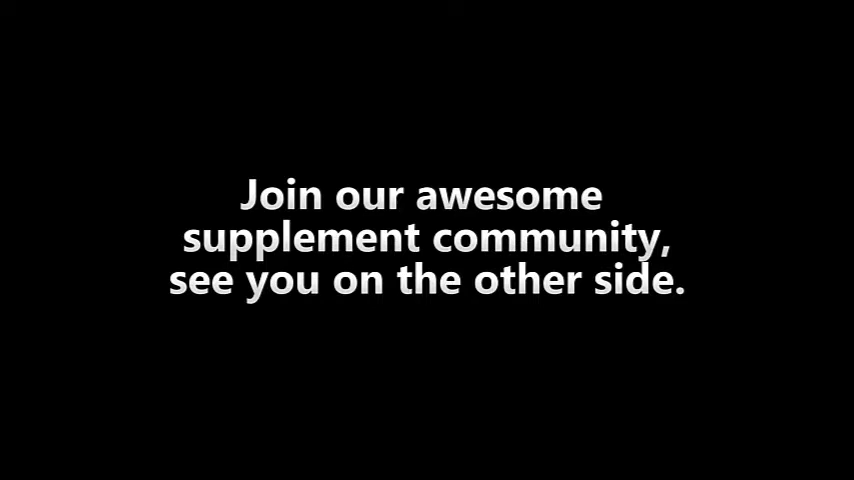 Join our awesome
supplement community,
see you on the other side.